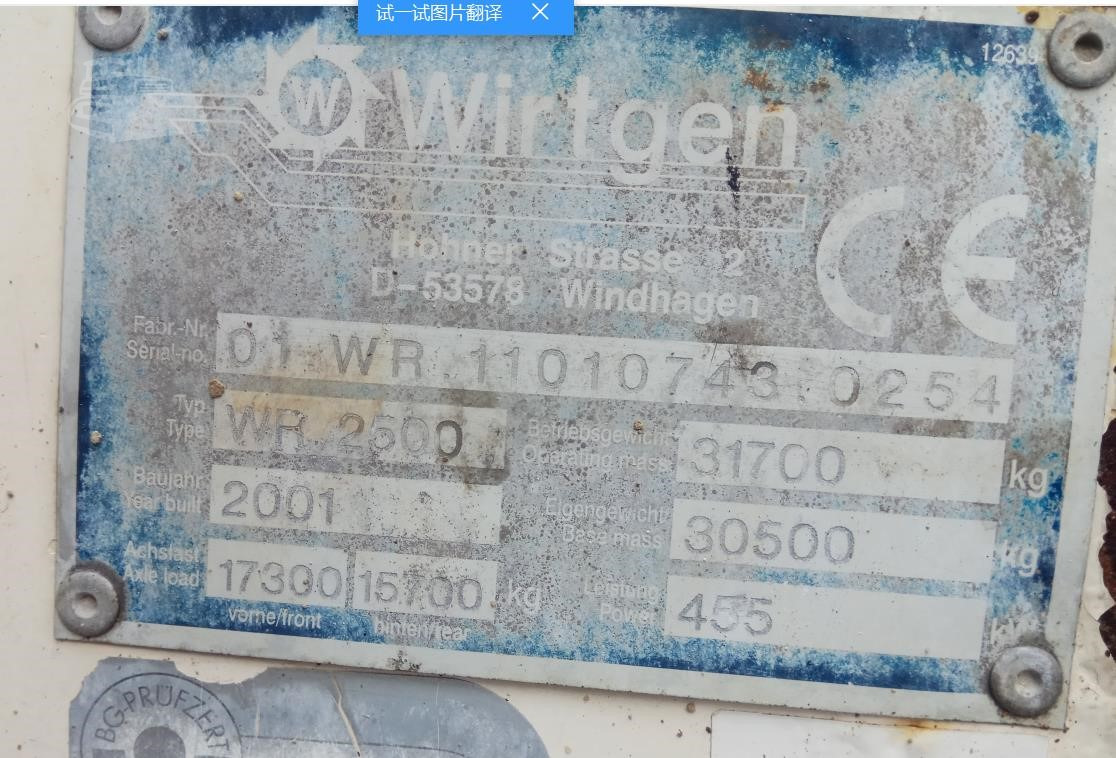 试一试图片翻译
12639
W Wirtgen
CE
Hohner Strasse 2
D-53578 Windhagen
Fabr.-Nr.
Serial-no. 01 WR.11010743.0254
Typ
Type WR 2500
Betriebsgewicht
Operating mass 31700 kg
Baujahr
Year built 2001
Eigengewicht
Base mass 30500 kg
Achslast
Axle load 17300 15700 kg
vorne/front hinten/rear
Leistung
Power 455 kW
BG-PRÜFZERT